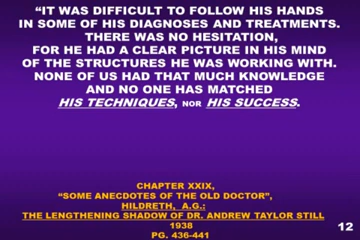 “IT WAS DIFFICULT TO FOLLOW HIS HANDS
IN SOME OF HIS DIAGNOSES AND TREATMENTS.
THERE WAS NO HESITATION,
FOR HE HAD A CLEAR PICTURE IN HIS MIND
OF THE STRUCTURES HE WAS WORKING WITH.
NONE OF US HAD THAT MUCH KNOWLEDGE
AND NO ONE HAS MATCHED
HIS TECHNIQUES, NOR HIS SUCCESS.
CHAPTER XXIX,
“SOME ANECDOTES OF THE OLD DOCTOR”,
HILDRETH, A.G.:
THE LENGTHENING SHADOW OF DR. ANDREW TAYLOR STILL
1938
PG. 436-441
12